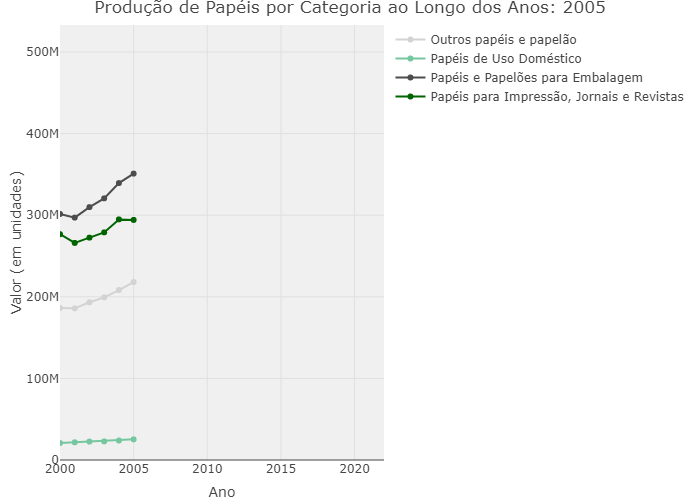 Produção de Papéis por Categoria ao Longo dos Anos: 2005
Outros papéis e papelão
Papéis de Uso Doméstico
Papéis e Papelões para Embalagem
Papéis para Impressão, Jornais e Revistas
Valor (em unidades)
500M
400M
300M
200M
100M
0
2000 2005 2010 2015 2020
Ano